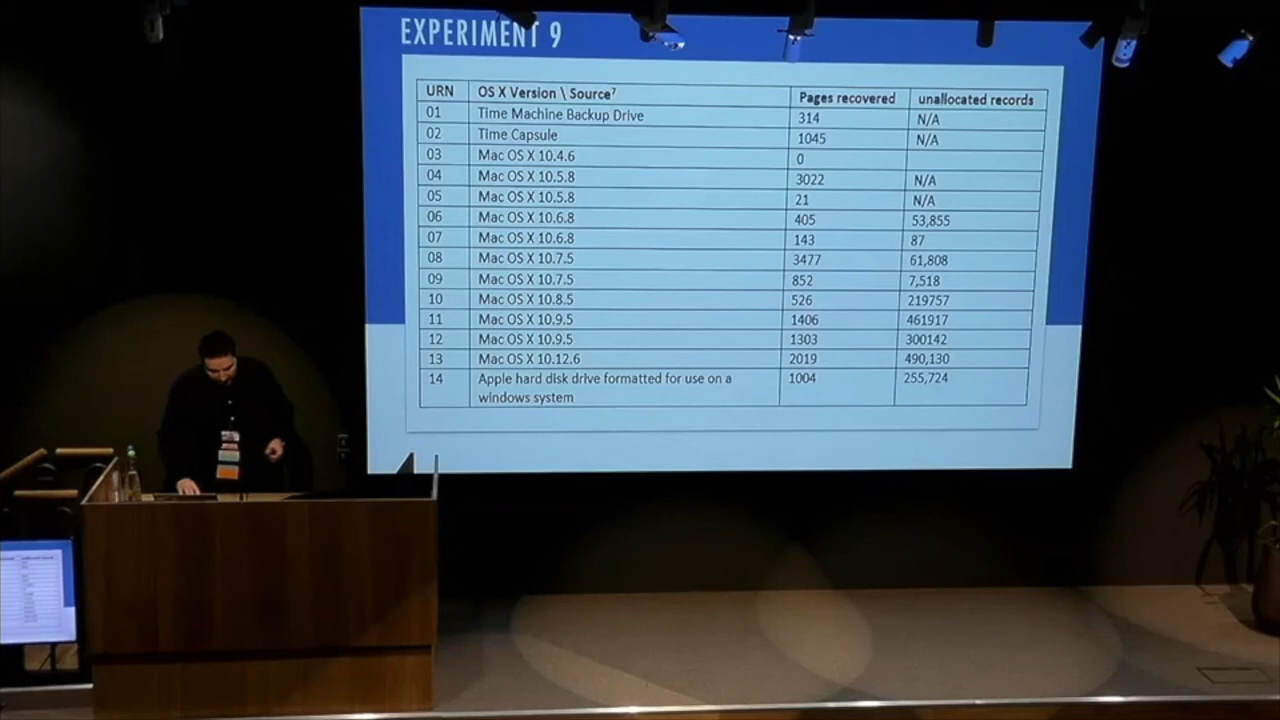 EXPERIMENT 9
URN OS X Version \ Source⁷ Pages recovered unallocated records
01 Time Machine Backup Drive 314 N/A
02 Time Capsule 1045 N/A
03 Mac OS X 10.4.6 0
04 Mac OS X 10.5.8 3022 N/A
05 Mac OS X 10.5.8 21 N/A
06 Mac OS X 10.6.8 405 53,855
07 Mac OS X 10.6.8 143 87
08 Mac OS X 10.7.5 3477 61,808
09 Mac OS X 10.7.5 852 7,518
10 Mac OS X 10.8.5 526 219757
11 Mac OS X 10.9.5 1406 461917
12 Mac OS X 10.9.5 1303 300142
13 Mac OS X 10.12.6 2019 490,130
14 Apple hard disk drive formatted for use on a 1004 255,724
windows system